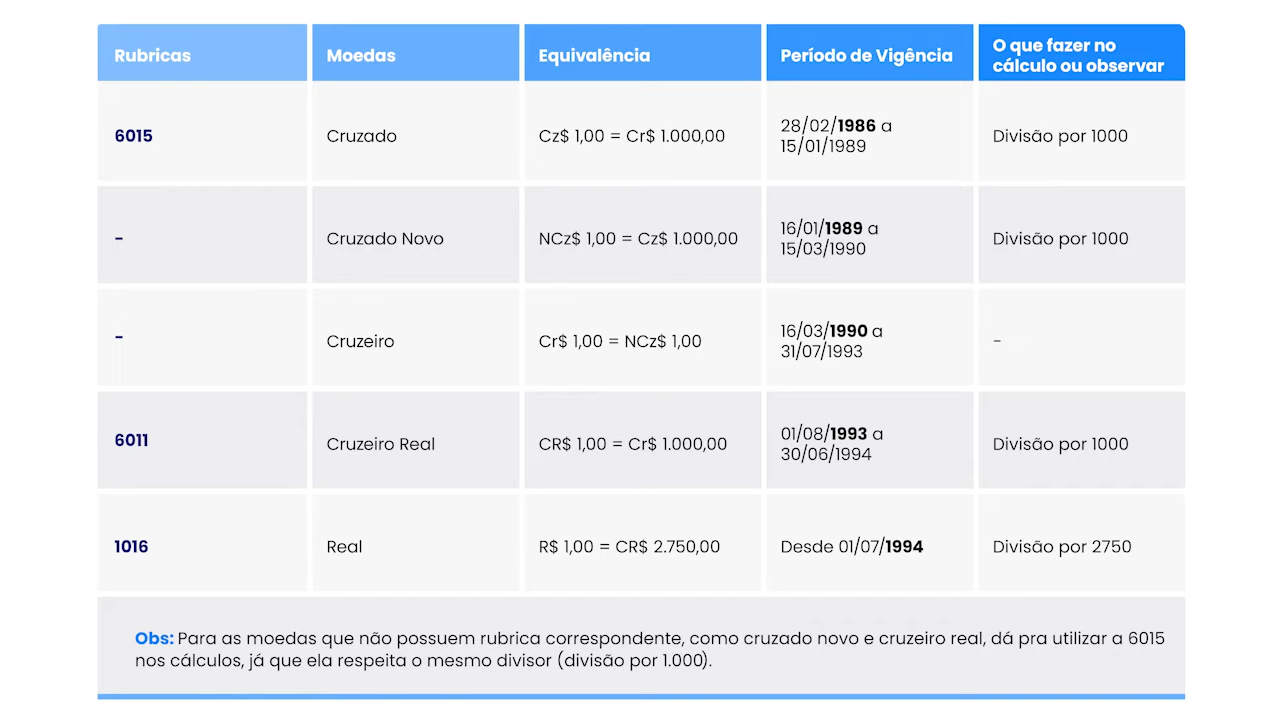 Rubricas
Moedas
Equivalência
Período de Vigência
O que fazer no
cálculo ou observar
6015
Cruzado
Cz$ 1,00 = Cr$ 1.000,00
28/02/1986 a
15/01/1989
Divisão por 1000
-
Cruzado Novo
NCz$ 1,00 = Cz$ 1.000,00
16/01/1989 a
15/03/1990
Divisão por 1000
-
Cruzeiro
Cr$ 1,00 = NCz$ 1,00
16/03/1990 a
31/07/1993
-
6011
Cruzeiro Real
CR$ 1,00 = Cr$ 1.000,00
01/08/1993 a
30/06/1994
Divisão por 1000
1016
Real
R$ 1,00 = CR$ 2.750,00
Desde 01/07/1994
Divisão por 2750
Obs: Para as moedas que não possuem rubrica correspondente, como cruzado novo e cruzeiro real, dá pra utilizar a 6015
nos cálculos, já que ela respeita o mesmo divisor (divisão por 1.000).